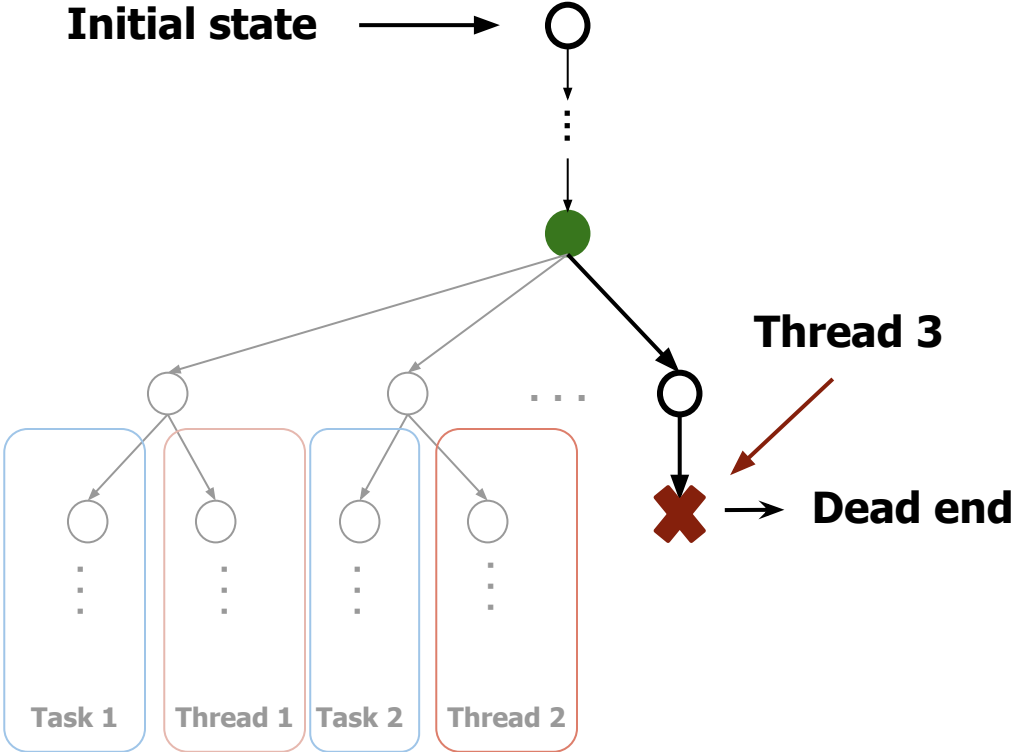 Initial state
Thread 3
Dead end
Task 1
Thread 1
Task 2
Thread 2